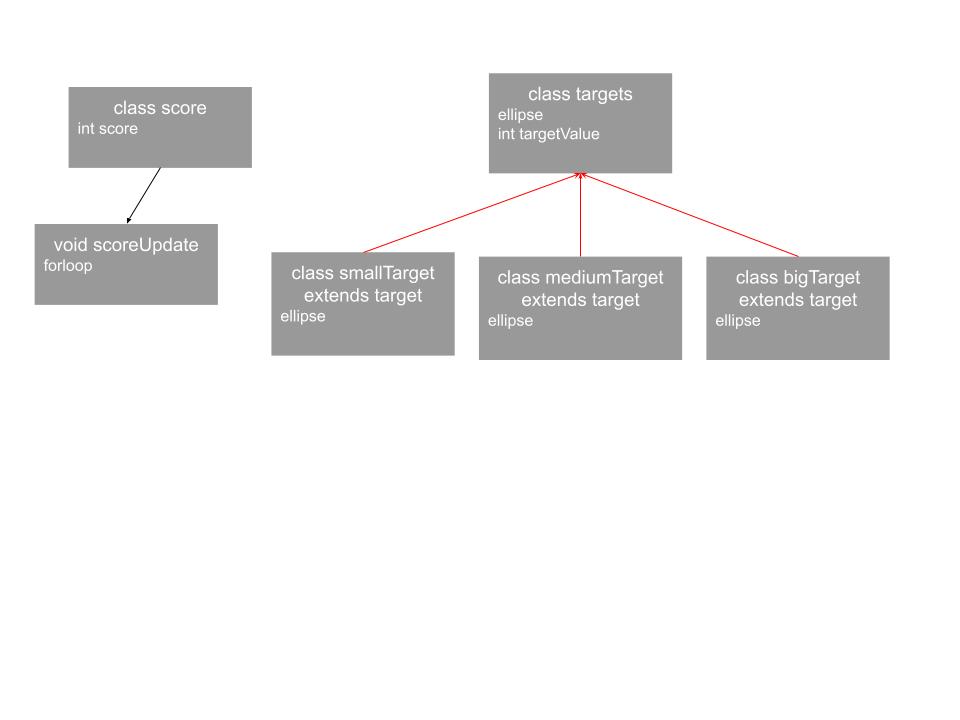 class score
int score
void scoreUpdate
forloop
class targets
ellipse
int targetValue
class smallTarget
extends target
ellipse
class mediumTarget
extends target
ellipse
class bigTarget
extends target
ellipse